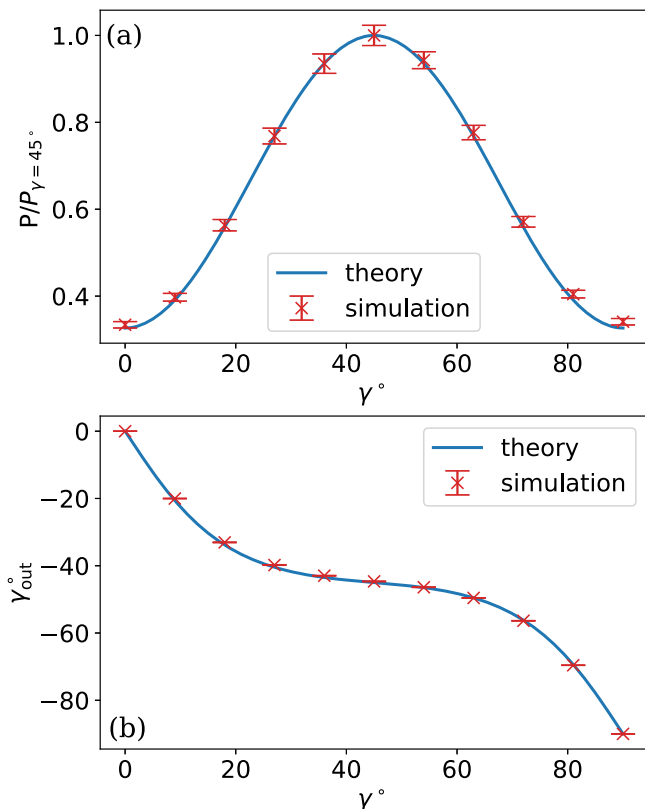 (a)
P/P_{γ=45°}
1.0
0.8
0.6
0.4
theory
simulation
0 20 40 60 80
γ°
γ°_{out}
0
−20
−40
−60
−80
theory
simulation
(b)
0 20 40 60 80
γ°